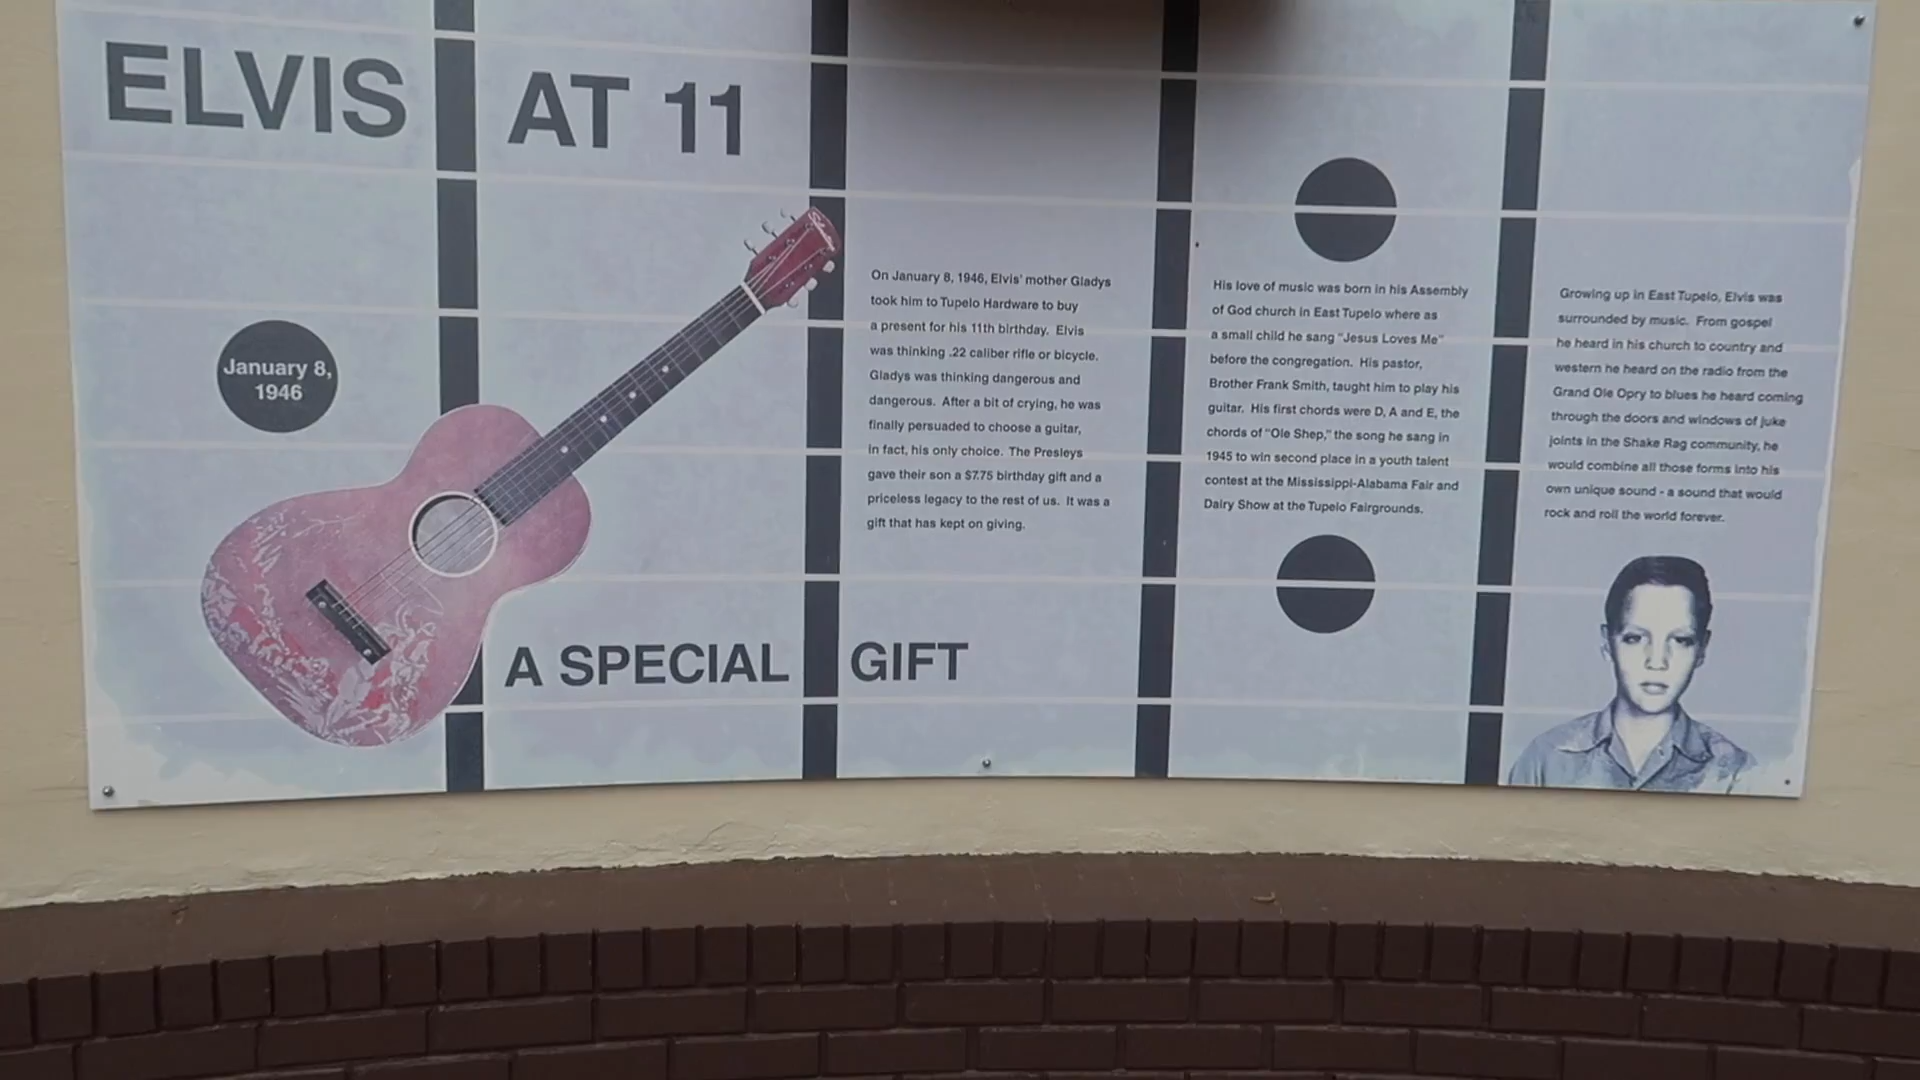 ELVIS AT 11
January 8,
1946
On January 8, 1946, Elvis' mother Gladys
took him to Tupelo Hardware to buy
a present for his 11th birthday. Elvis
was thinking .22 caliber rifle or bicycle.
Gladys was thinking dangerous and
dangerous. After a bit of crying, he was
finally persuaded to choose a guitar,
in fact, his only choice. The Presleys
gave their son a $7.75 birthday gift and a
priceless legacy to the rest of us. It was a
gift that has kept on giving.
His love of music was born in his Assembly
of God church in East Tupelo where as
a small child he sang "Jesus Loves Me"
before the congregation. His pastor,
Brother Frank Smith, taught him to play his
guitar. His first chords were D, A and E, the
chords of "Ole Shep," the song he sang in
1945 to win second place in a youth talent
contest at the Mississippi-Alabama Fair and
Dairy Show at the Tupelo Fairgrounds.
Growing up in East Tupelo, Elvis was
surrounded by music. From gospel
he heard in his church to country and
western he heard on the radio from the
Grand Ole Opry to blues he heard coming
through the doors and windows of juke
joints in the Shake Rag community, he
would combine all those forms into his
own unique sound - a sound that would
rock and roll the world forever.
A SPECIAL GIFT